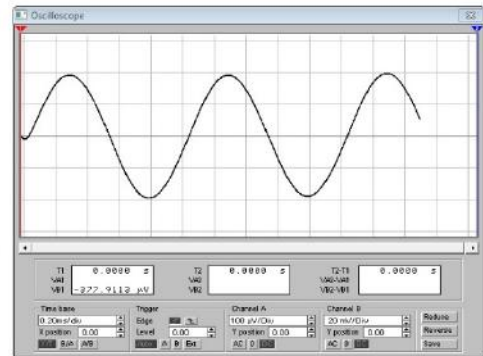 Oscilloscope
T1 0.0000 s
VA1
VB1 -377.9113 µV
T2 0.0000 s
VA2
VB2
T2-T1 0.0000 s
VA2-VA1
VB2-VB1
Time base
0.20ms/div
X position 0.00
B/A A/B
Trigger
Edge
Level 0.00
A B Ext
Channel A
100 µV/Div
Y position 0.00
AC 0
Channel B
20 mV/Div
Y position 0.00
AC 0
Reduce
Reverse
Save